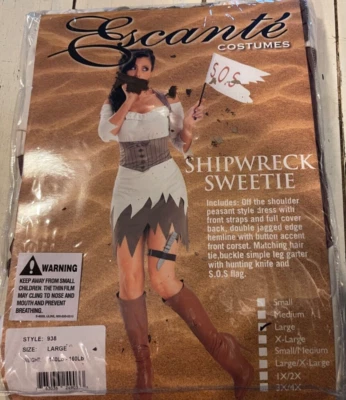 Escanté
COSTUMES
S.O.S
SHIPWRECK
SWEETIE
Includes: Off the shoulder
peasant style dress with
front straps and full cover
back, double jagged edge
hemline with button accent
front corset. Matching hair
tie, buckle simple leg garter
with hunting knife and
S.O.S flag.
WARNING
KEEP AWAY FROM SMALL
CHILDREN. THE THIN FILM
MAY CLING TO NOSE AND
MOUTH AND PREVENT
BREATHING.
Small
Medium
Large
X-Large
Small/Medium
Large/X-Large
1X/2X
3X/4X
STYLE: 938
SIZE: LARGE